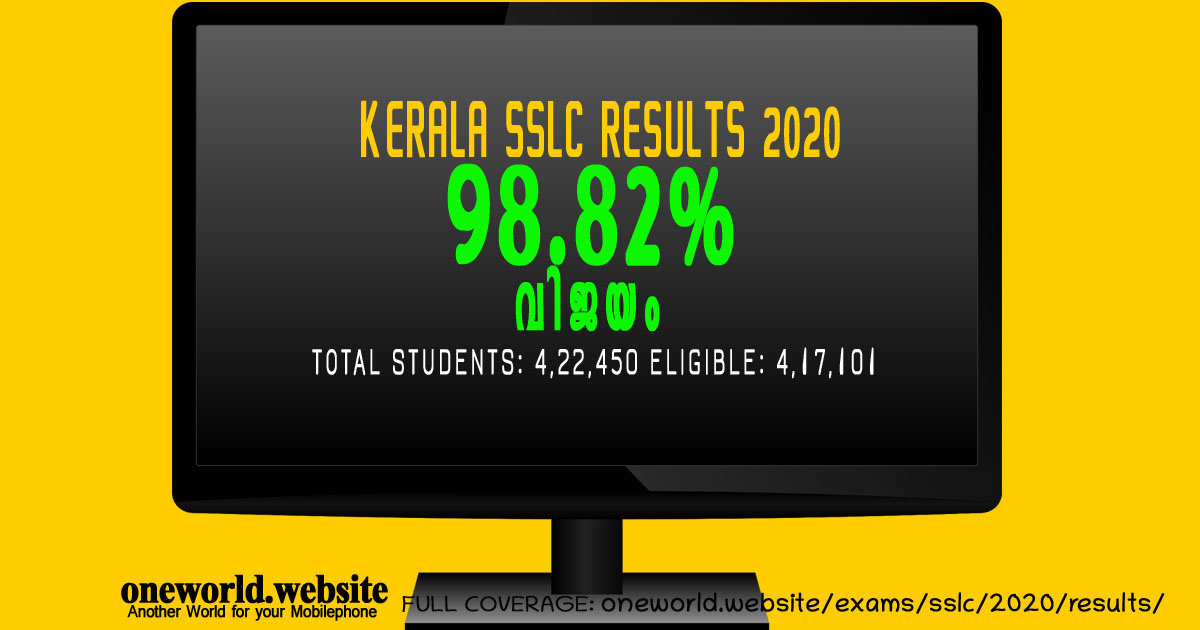 KERALA SSLC RESULTS 2020
98.82%
വിജയം
TOTAL STUDENTS: 4,22,450 ELIGIBLE: 4,17,101
oneworld.website
Another World for your Mobilephone
FULL COVERAGE: oneworld.website/exams/sslc/2020/results/